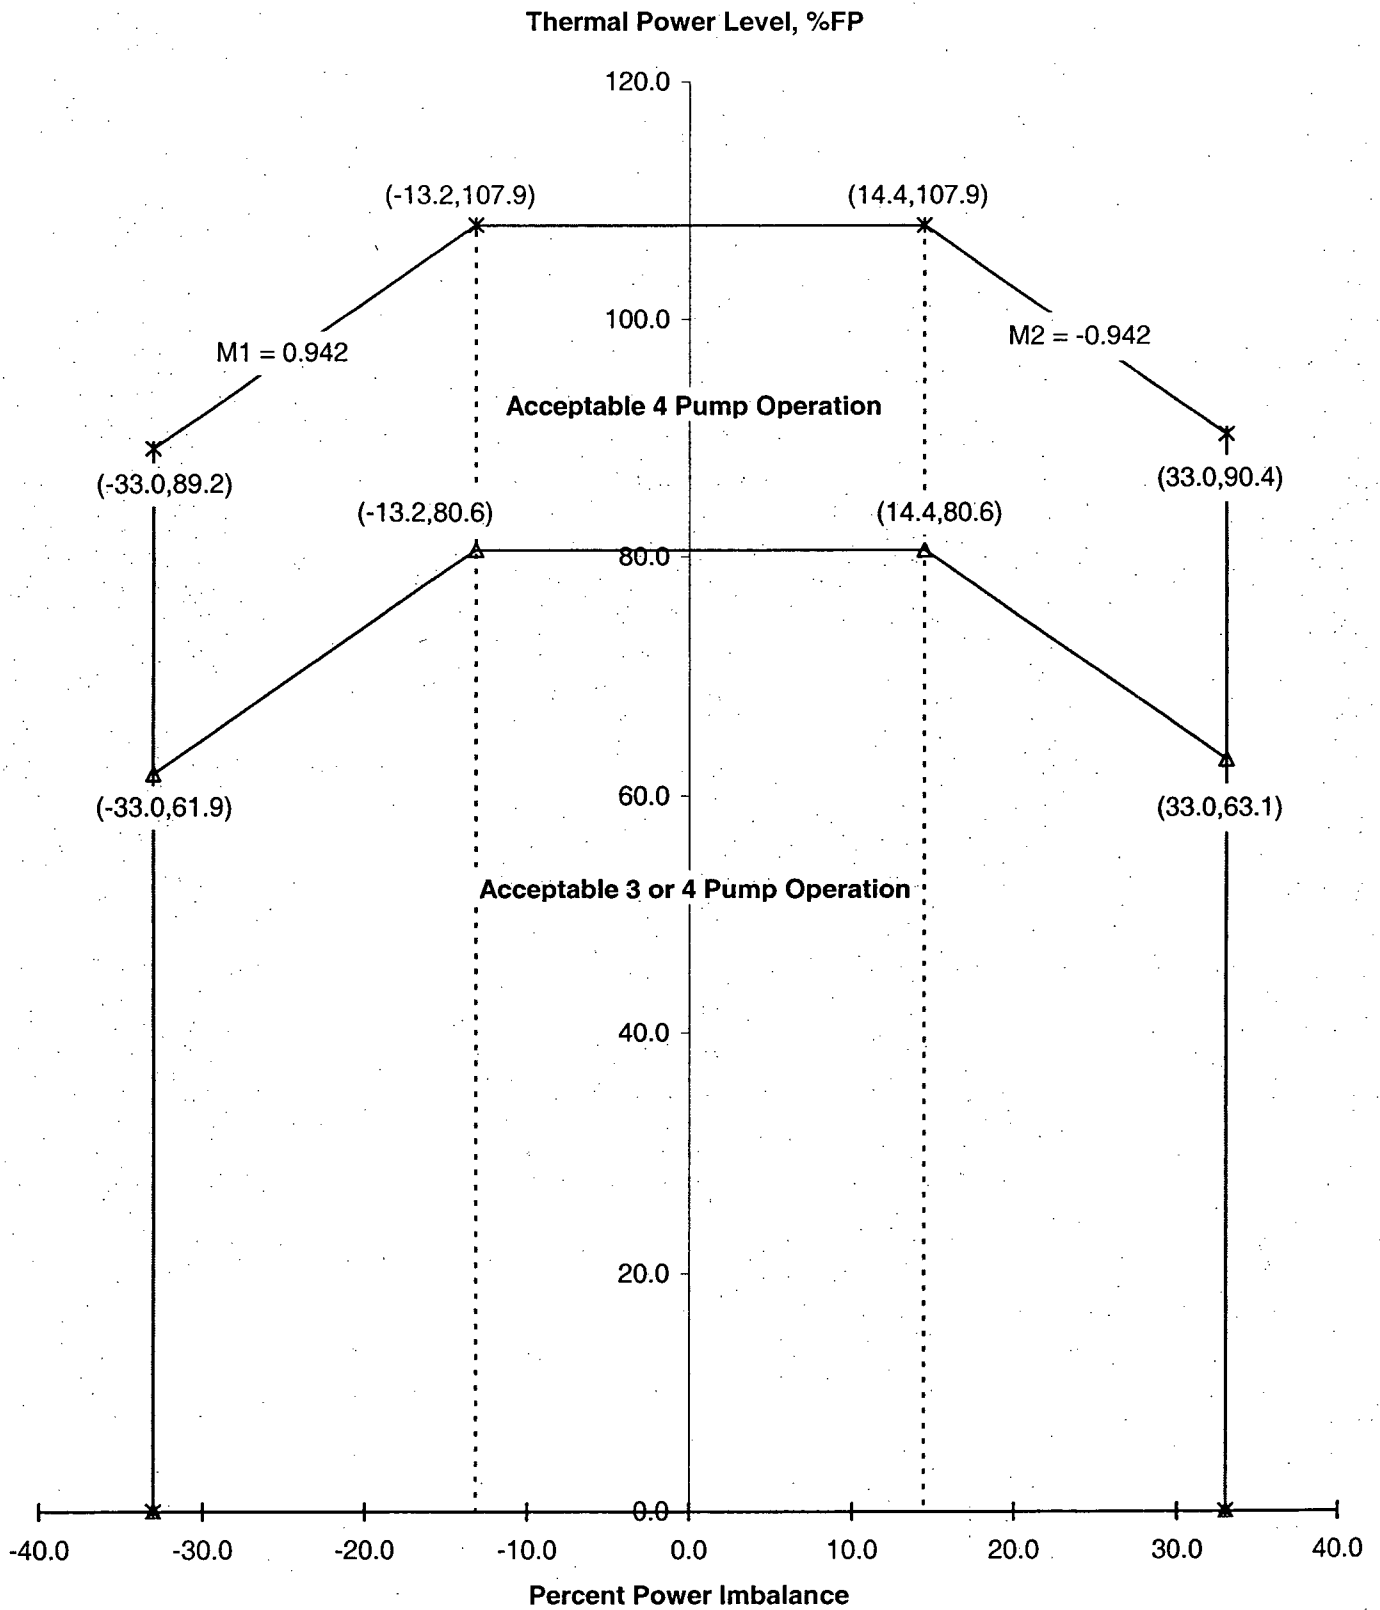 Thermal Power Level, %FP
120.0
(-13.2,107.9)
(14.4,107.9)
100.0
M1 = 0.942
M2 = -0.942
Acceptable 4 Pump Operation
(-33.0,89.2)
(33.0,90.4)
(-13.2,80.6)
(14.4,80.6)
80.0
60.0
(-33.0,61.9)
(33.0,63.1)
Acceptable 3 or 4 Pump Operation
40.0
20.0
0.0
-40.0 -30.0 -20.0 -10.0 0.0 10.0 20.0 30.0 40.0
Percent Power Imbalance